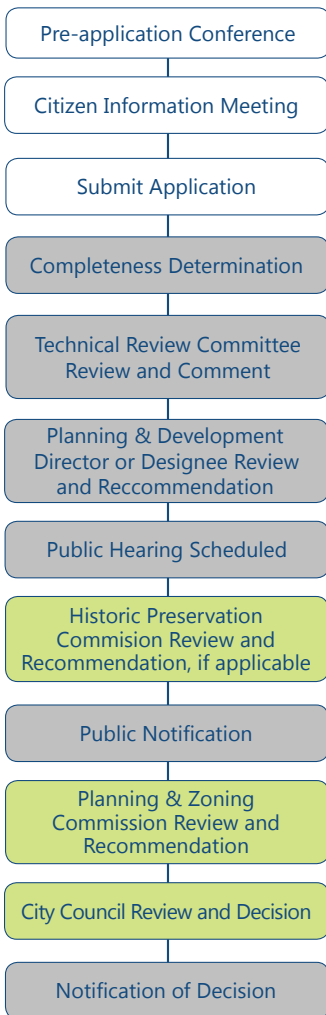 Pre-application Conference
Citizen Information Meeting
Submit Application
Completeness Determination
Technical Review Committee
Review and Comment
Planning & Development
Director or Designee Review
and Reccommendation
Public Hearing Scheduled
Historic Preservation
Commision Review and
Recommendation, if applicable
Public Notification
Planning & Zoning
Commission Review and
Recommendation
City Council Review and Decision
Notification of Decision